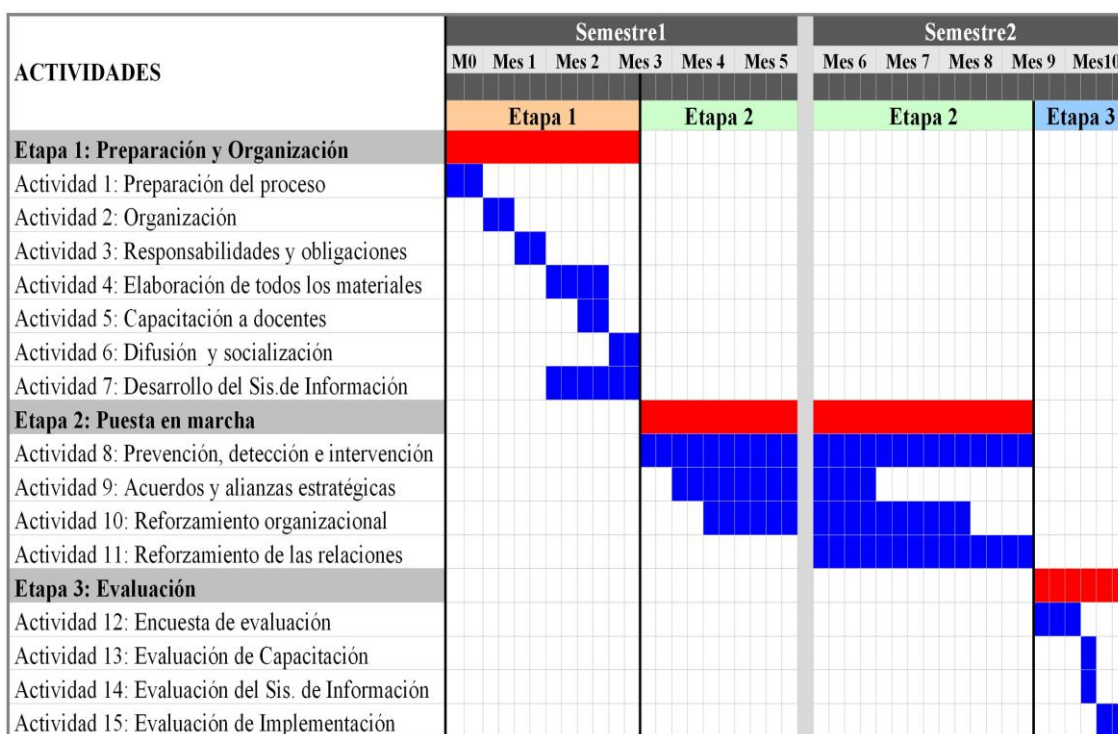 Semestre1 Semestre2
ACTIVIDADES
M0 Mes 1 Mes 2 Mes 3 Mes 4 Mes 5 Mes 6 Mes 7 Mes 8 Mes 9 Mes10
Etapa 1 Etapa 2 Etapa 2 Etapa 3
Etapa 1: Preparación y Organización
Actividad 1: Preparación del proceso
Actividad 2: Organización
Actividad 3: Responsabilidades y obligaciones
Actividad 4: Elaboración de todos los materiales
Actividad 5: Capacitación a docentes
Actividad 6: Difusión y socialización
Actividad 7: Desarrollo del Sis.de Información
Etapa 2: Puesta en marcha
Actividad 8: Prevención, detección e intervención
Actividad 9: Acuerdos y alianzas estratégicas
Actividad 10: Reforzamiento organizacional
Actividad 11: Reforzamiento de las relaciones
Etapa 3: Evaluación
Actividad 12: Encuesta de evaluación
Actividad 13: Evaluación de Capacitación
Actividad 14: Evaluación del Sis. de Información
Actividad 15: Evaluación de Implementación